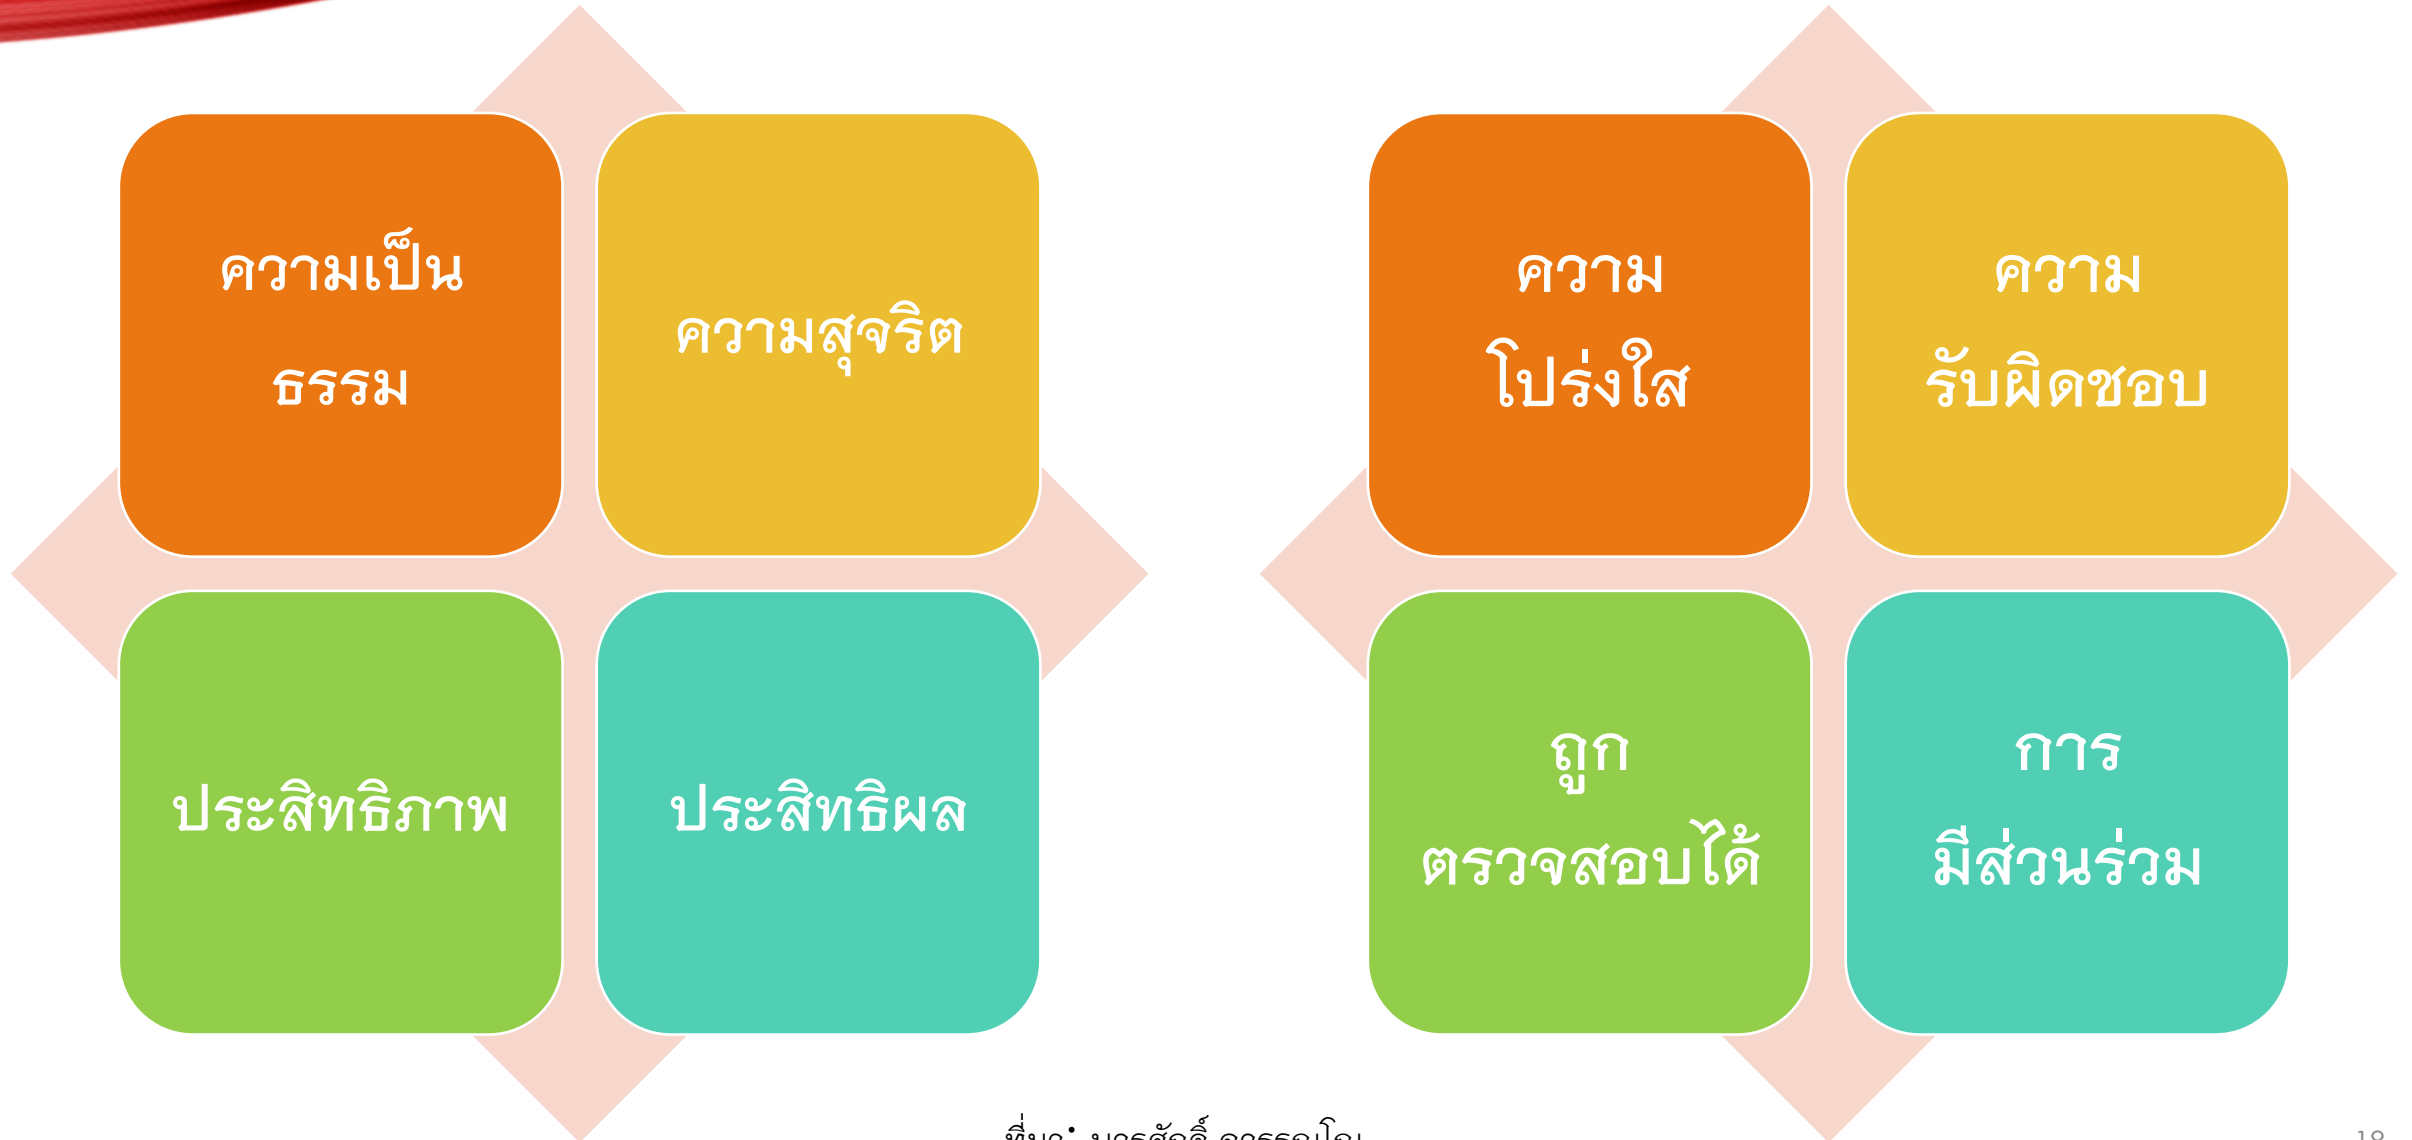 ความเป็น
ธรรม
ความสุจริต
ประสิทธิภาพ
ประสิทธิผล
ความ
โปร่งใส
ความ
รับผิดชอบ
ถูก
ตรวจสอบได้
การ
มีส่วนร่วม
ที่มา:
18